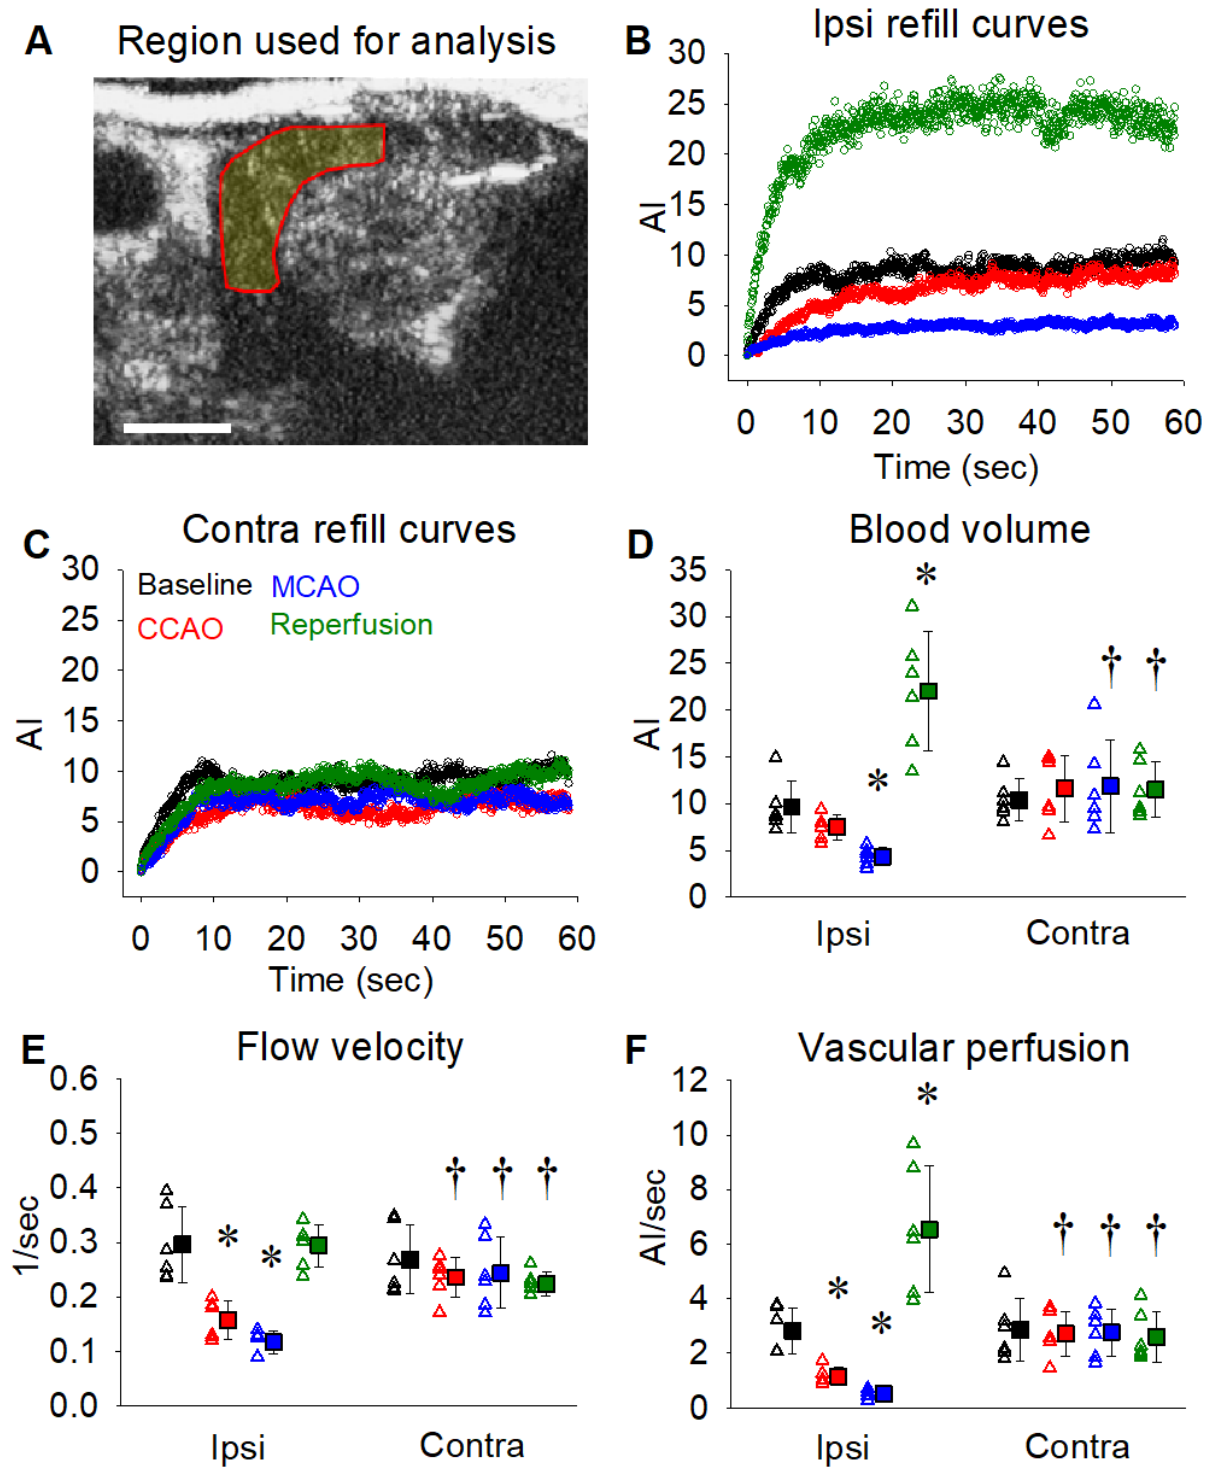 A Region used for analysis
B Ipsi refill curves
30
25
20
15
10
5
0
AI
0 10 20 30 40 50 60
Time (sec)
C Contra refill curves
30
25
20
15
10
5
0
AI
Baseline MCAO
CCAO Reperfusion
0 10 20 30 40 50 60
Time (sec)
D Blood volume
35
30
25
20
15
10
5
0
AI
* * † †
Ipsi Contra
E Flow velocity
0.6
0.5
0.4
0.3
0.2
0.1
0.0
1/sec
* * † † †
Ipsi Contra
F Vascular perfusion
12
10
8
6
4
2
0
AI/sec
* * * † † †
Ipsi Contra